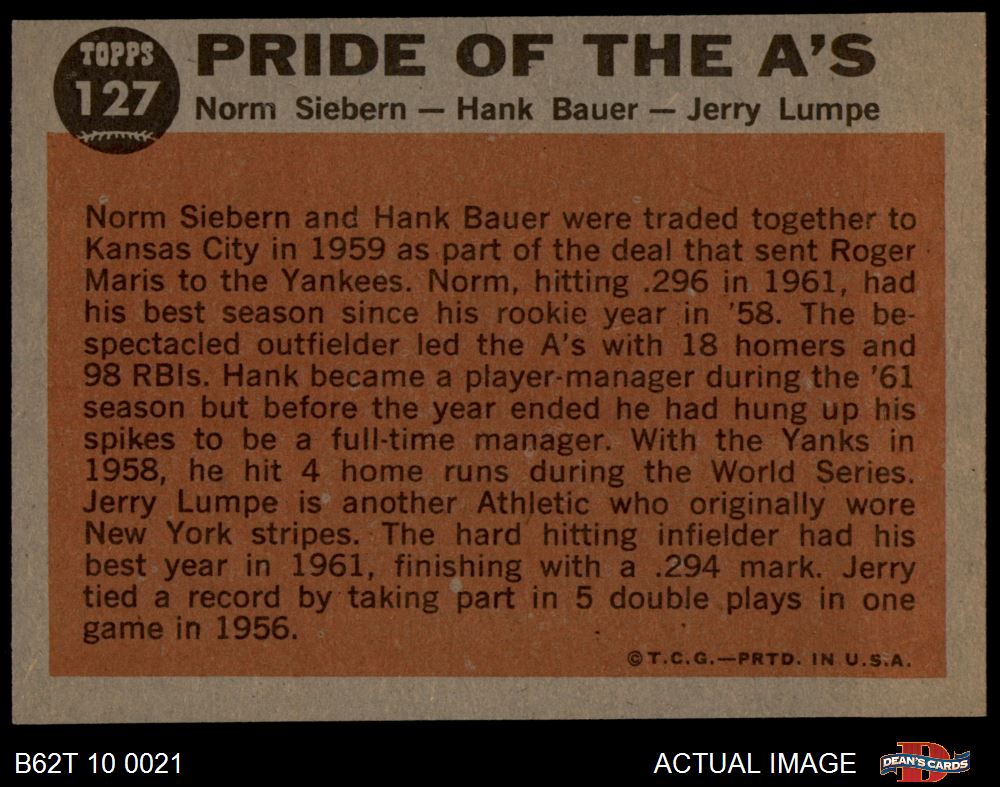 TOPPS
127
PRIDE OF THE A'S
Norm Siebern — Hank Bauer — Jerry Lumpe
Norm Siebern and Hank Bauer were traded together to
Kansas City in 1959 as part of the deal that sent Roger
Maris to the Yankees. Norm, hitting .296 in 1961, had
his best season since his rookie year in '58. The be-
spectacled outfielder led the A's with 18 homers and
98 RBIs. Hank became a player-manager during the '61
season but before the year ended he had hung up his
spikes to be a full-time manager. With the Yanks in
1958, he hit 4 home runs during the World Series.
Jerry Lumpe is another Athletic who originally wore
New York stripes. The hard hitting infielder had his
best year in 1961, finishing with a .294 mark. Jerry
tied a record by taking part in 5 double plays in one
game in 1956.
©T.C.G.—PRTD. IN U.S.A.
B62T 10 0021
ACTUAL IMAGE
D
DEAN'S CARDS